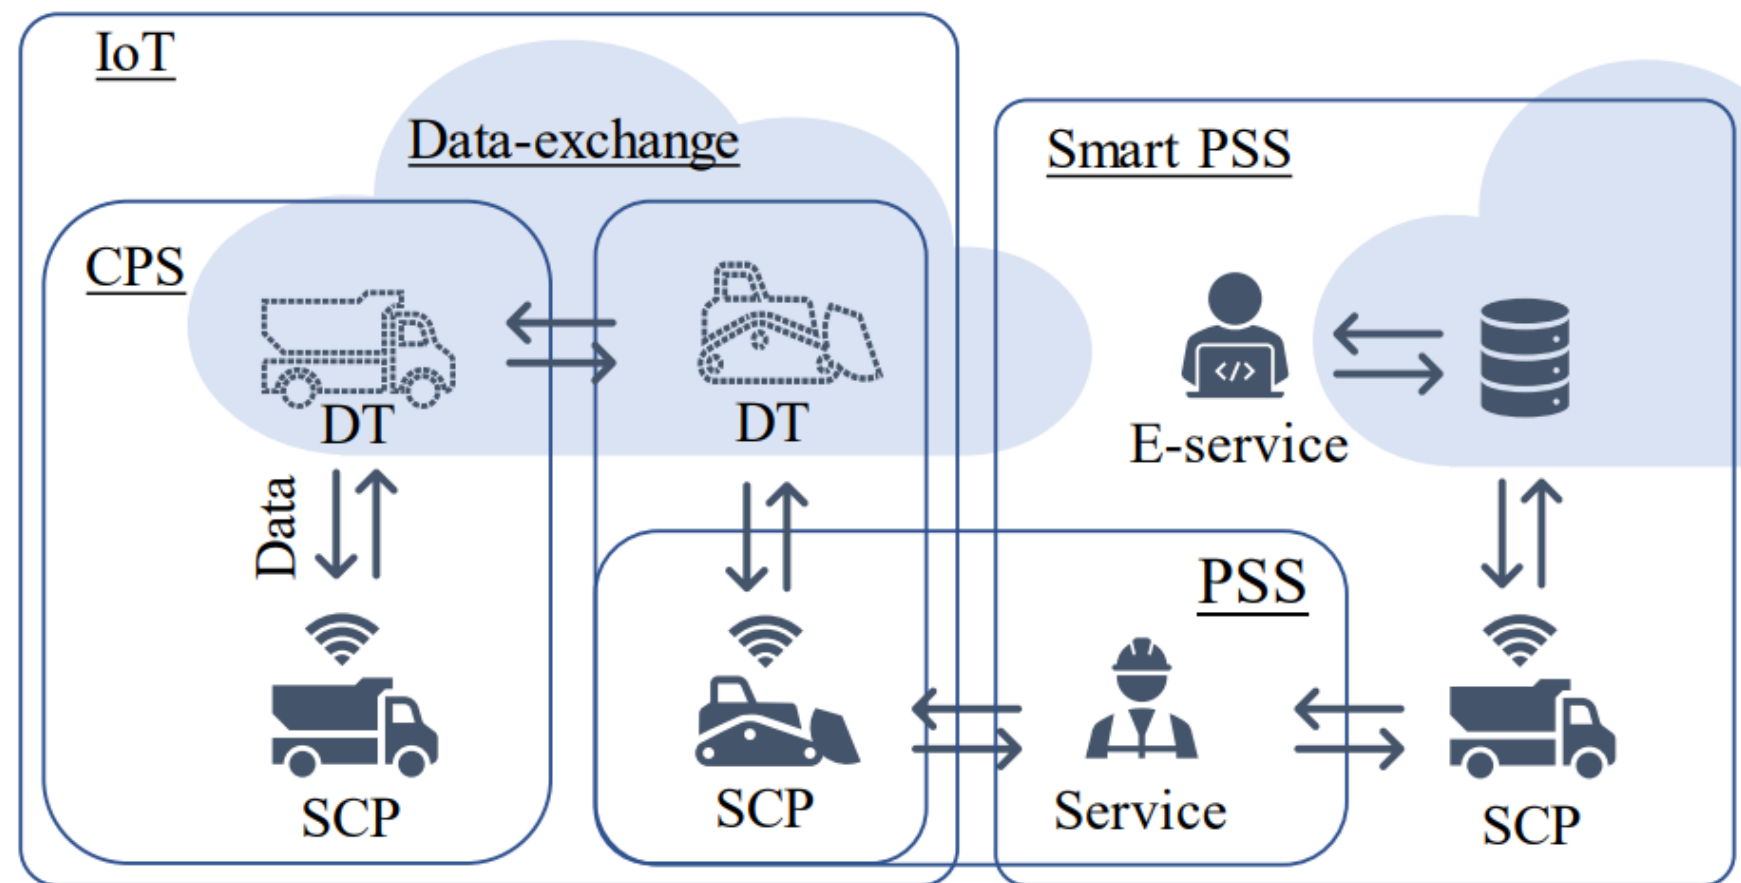 IoT
Data-exchange
Smart PSS
CPS
</>
DT
DT
E-service
Data
PSS
SCP
SCP
Service
SCP